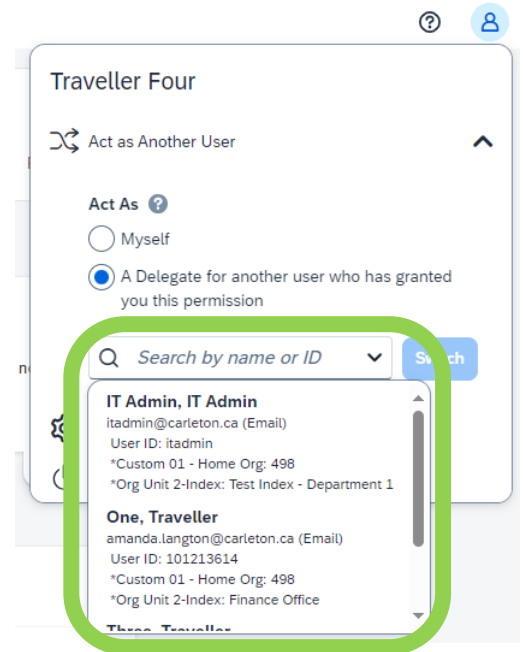 Traveller Four
Act as Another User
Act As
Myself
A Delegate for another user who has granted
you this permission
Search by name or ID
IT Admin, IT Admin
itadmin@carleton.ca (Email)
User ID: itadmin
*Custom 01 - Home Org: 498
*Org Unit 2-Index: Test Index - Department 1
One, Traveller
amanda.langton@carleton.ca (Email)
User ID: 101213614
*Custom 01 - Home Org: 498
*Org Unit 2-Index: Finance Office
Three, Traveller